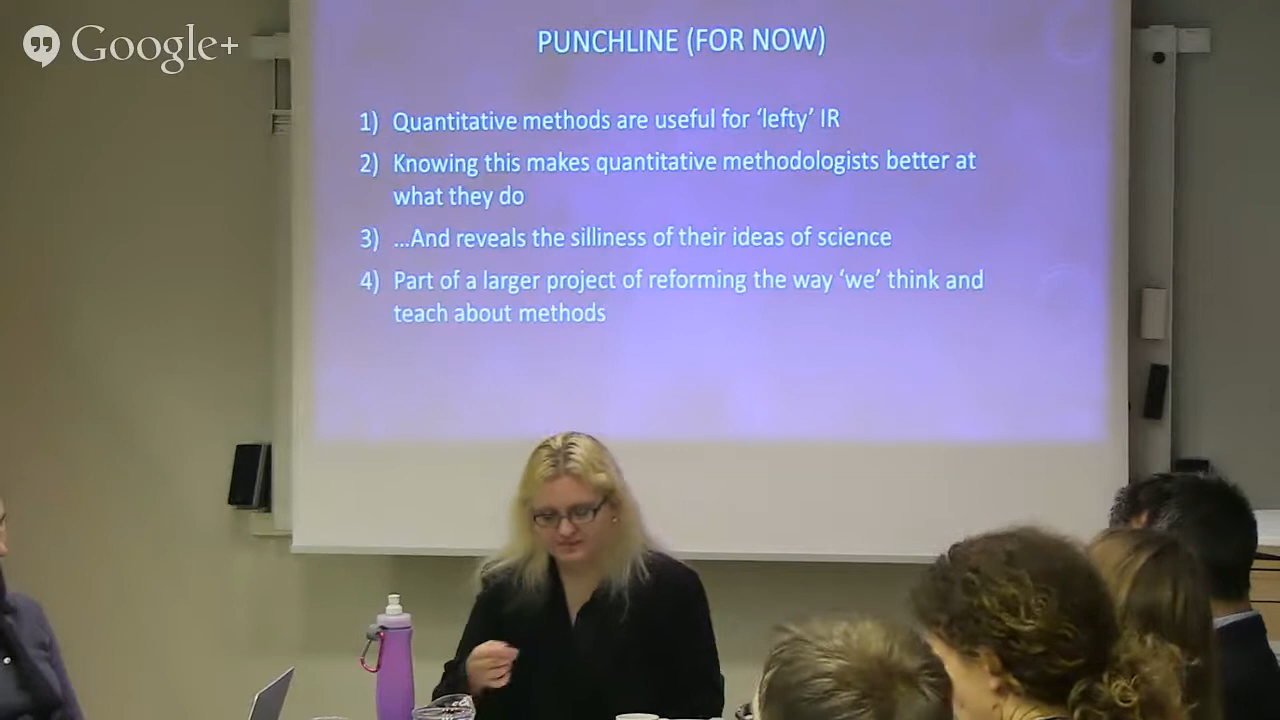 Google+
PUNCHLINE (FOR NOW)
1) Quantitative methods are useful for ‘lefty’ IR
2) Knowing this makes quantitative methodologists better at
what they do
3) …And reveals the silliness of their ideas of science
4) Part of a larger project of reforming the way ‘we’ think and
teach about methods